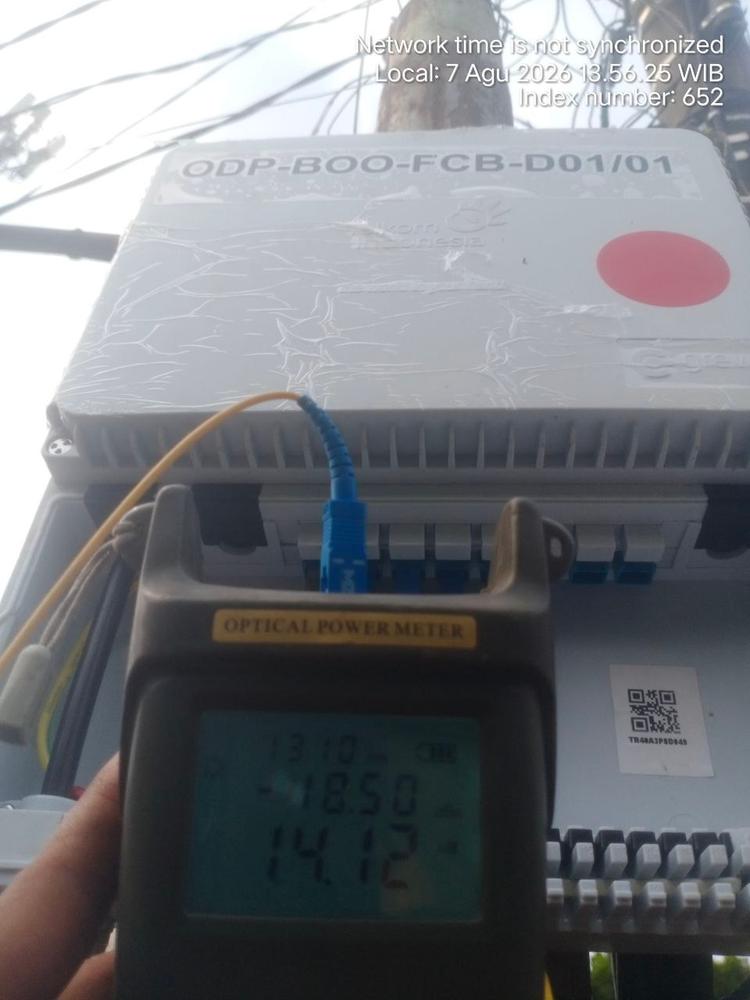 Network time is not synchronized
Local: 7 Agu 2026 13.56.25 WIB
Index number: 652
ODP-BOO-FCB-D01/01
Indonesia
OPTICAL POWER METER
1310
-18.50
14.12